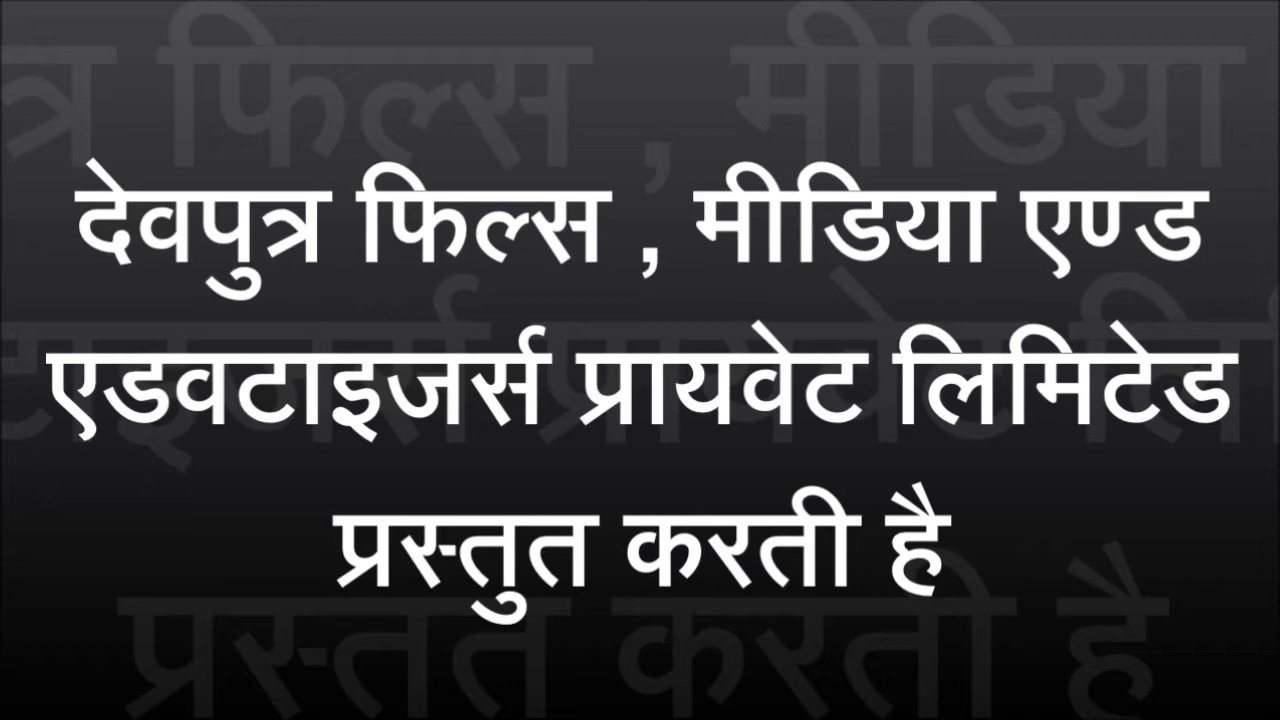 देवपुत्र फिल्स , मीडिया एण्ड
एडवटाइजर्स प्रायवेट लिमिटेड
प्रस्तुत करती है